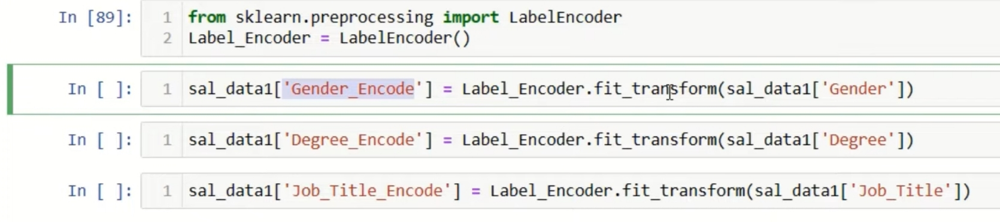 In [89]: 1 from sklearn.preprocessing import LabelEncoder
2 Label_Encoder = LabelEncoder()
In [ ]: 1 sal_data1['Gender_Encode'] = Label_Encoder.fit_transform(sal_data1['Gender'])
In [ ]: 1 sal_data1['Degree_Encode'] = Label_Encoder.fit_transform(sal_data1['Degree'])
In [ ]: 1 sal_data1['Job_Title_Encode'] = Label_Encoder.fit_transform(sal_data1['Job_Title'])